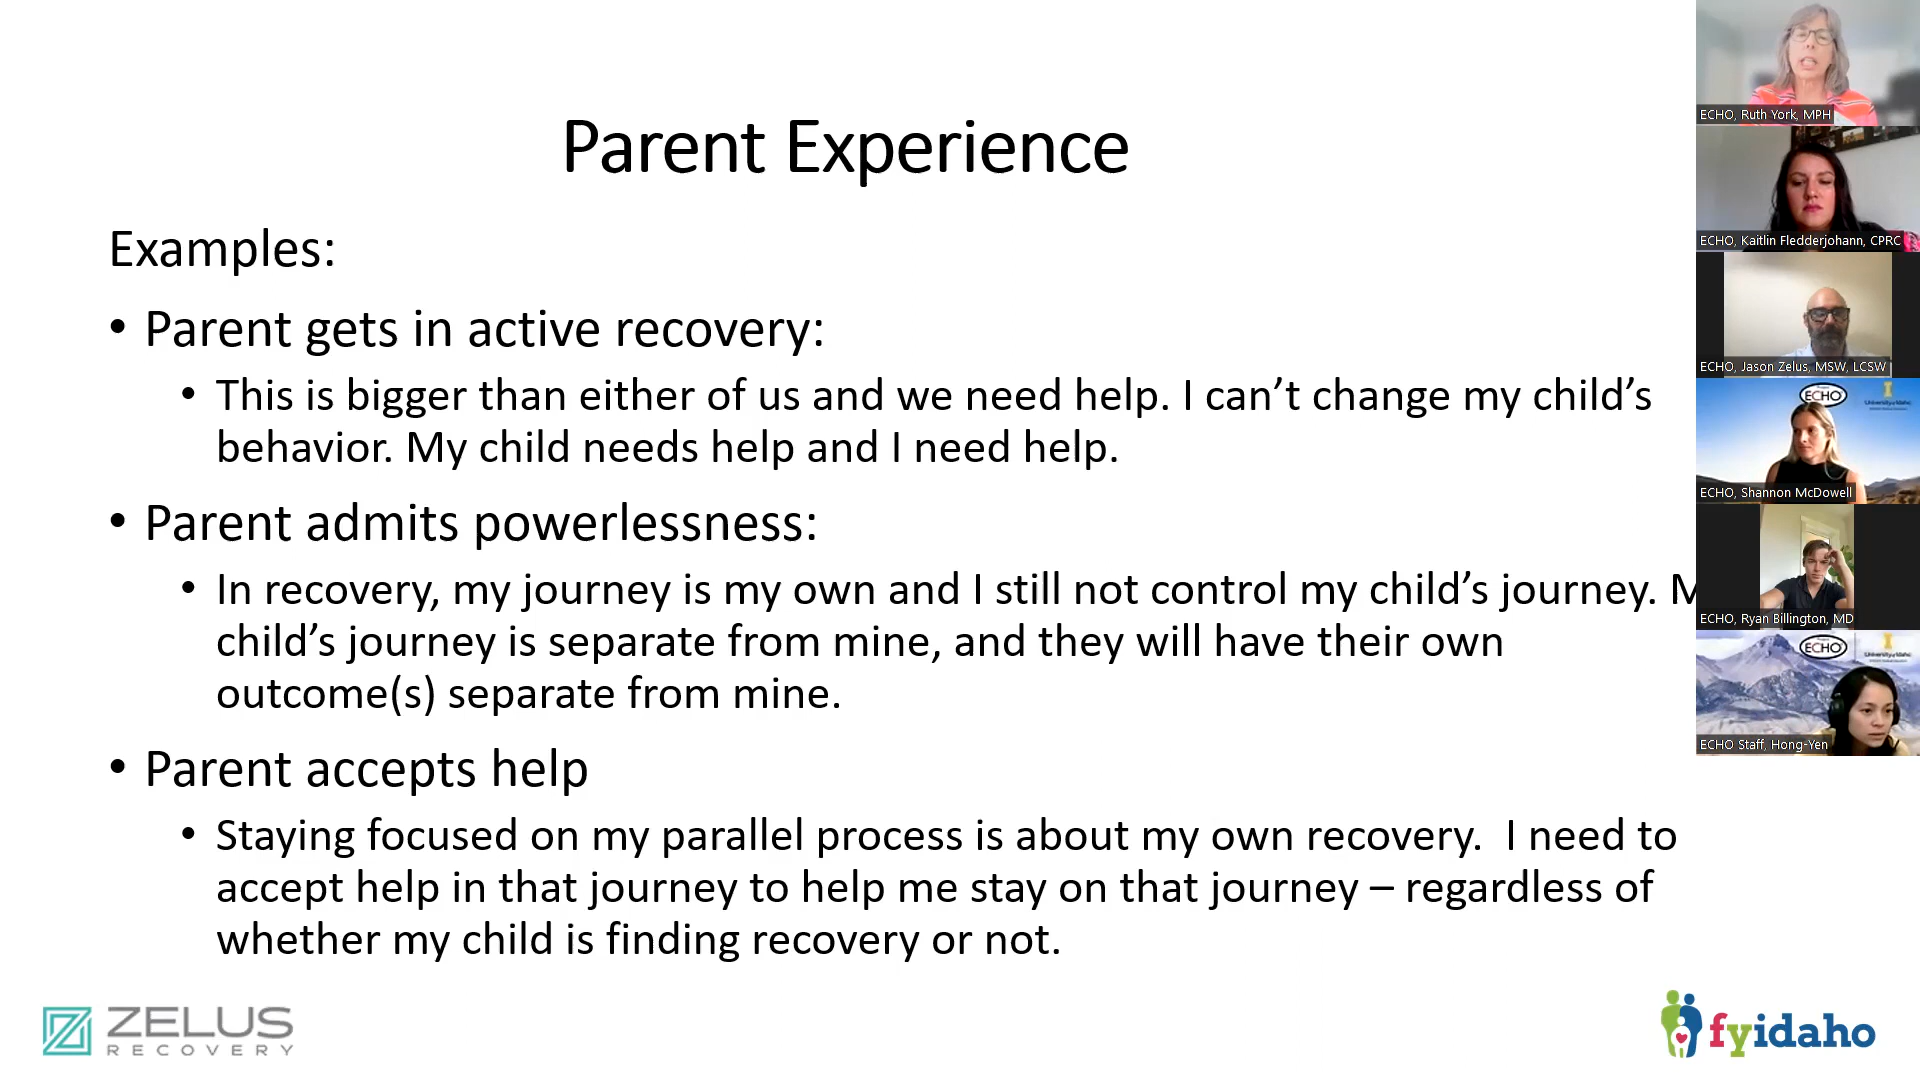 Parent Experience
Examples:
• Parent gets in active recovery:
• This is bigger than either of us and we need help. I can’t change my child’s
behavior. My child needs help and I need help.
• Parent admits powerlessness:
• In recovery, my journey is my own and I still not control my child’s journey.
child’s journey is separate from mine, and they will have their own
outcome(s) separate from mine.
• Parent accepts help
• Staying focused on my parallel process is about my own recovery.  I need to
accept help in that journey to help me stay on that journey – regardless of
whether my child is finding recovery or not.
ZELUS
RECOVERY
fyidaho
ECHO, Ruth York, MPH
ECHO, Kaitlin Fledderjohann, CPRC
ECHO, Jason Zelus, MSW, LCSW
ECHO
University of Idaho
ECHO, Shannon McDowell
ECHO, Ryan Billington, MD
ECHO
University of Idaho
ECHO Staff, Hong-Yen